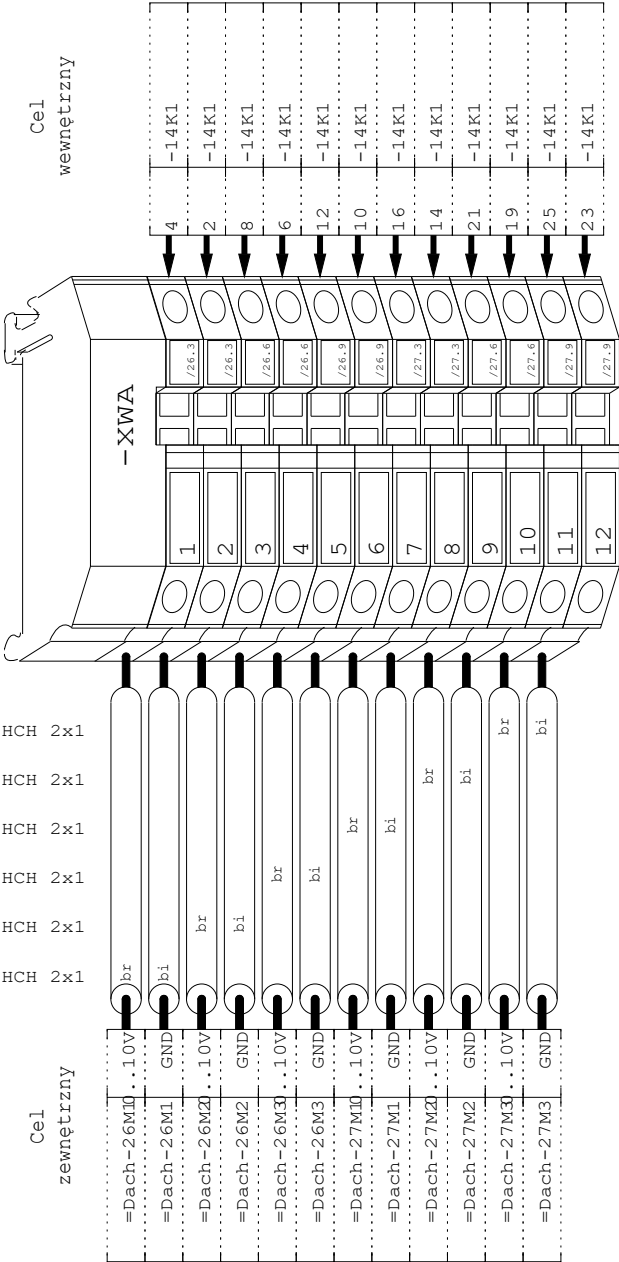 Cel
wewnętrzny
-14K1
-14K1
-14K1
-14K1
-14K1
-14K1
-14K1
-14K1
-14K1
-14K1
-14K1
-14K1
4
2
8
6
12
10
16
14
21
19
25
23
-XWA
/26.3
/26.3
/26.6
/26.6
/26.9
/26.9
/27.3
/27.3
/27.6
/27.6
/27.9
/27.9
1
2
3
4
5
6
7
8
9
10
11
12
HCH 2x1
br
bi
HCH 2x1
br
bi
HCH 2x1
br
bi
HCH 2x1
br
bi
HCH 2x1
br
bi
HCH 2x1
br
bi
Cel
zewnętrzny
=Dach-26M1 0..10V
=Dach-26M1 GND
=Dach-26M2 0..10V
=Dach-26M2 GND
=Dach-26M3 0..10V
=Dach-26M3 GND
=Dach-27M1 0..10V
=Dach-27M1 GND
=Dach-27M2 0..10V
=Dach-27M2 GND
=Dach-27M3 0..10V
=Dach-27M3 GND